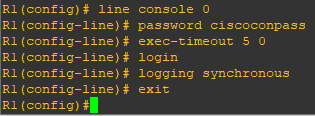 R1(config)# line console 0
R1(config-line)# password ciscoconpass
R1(config-line)# exec-timeout 5 0
R1(config-line)# login
R1(config-line)# logging synchronous
R1(config-line)# exit
R1(config)#